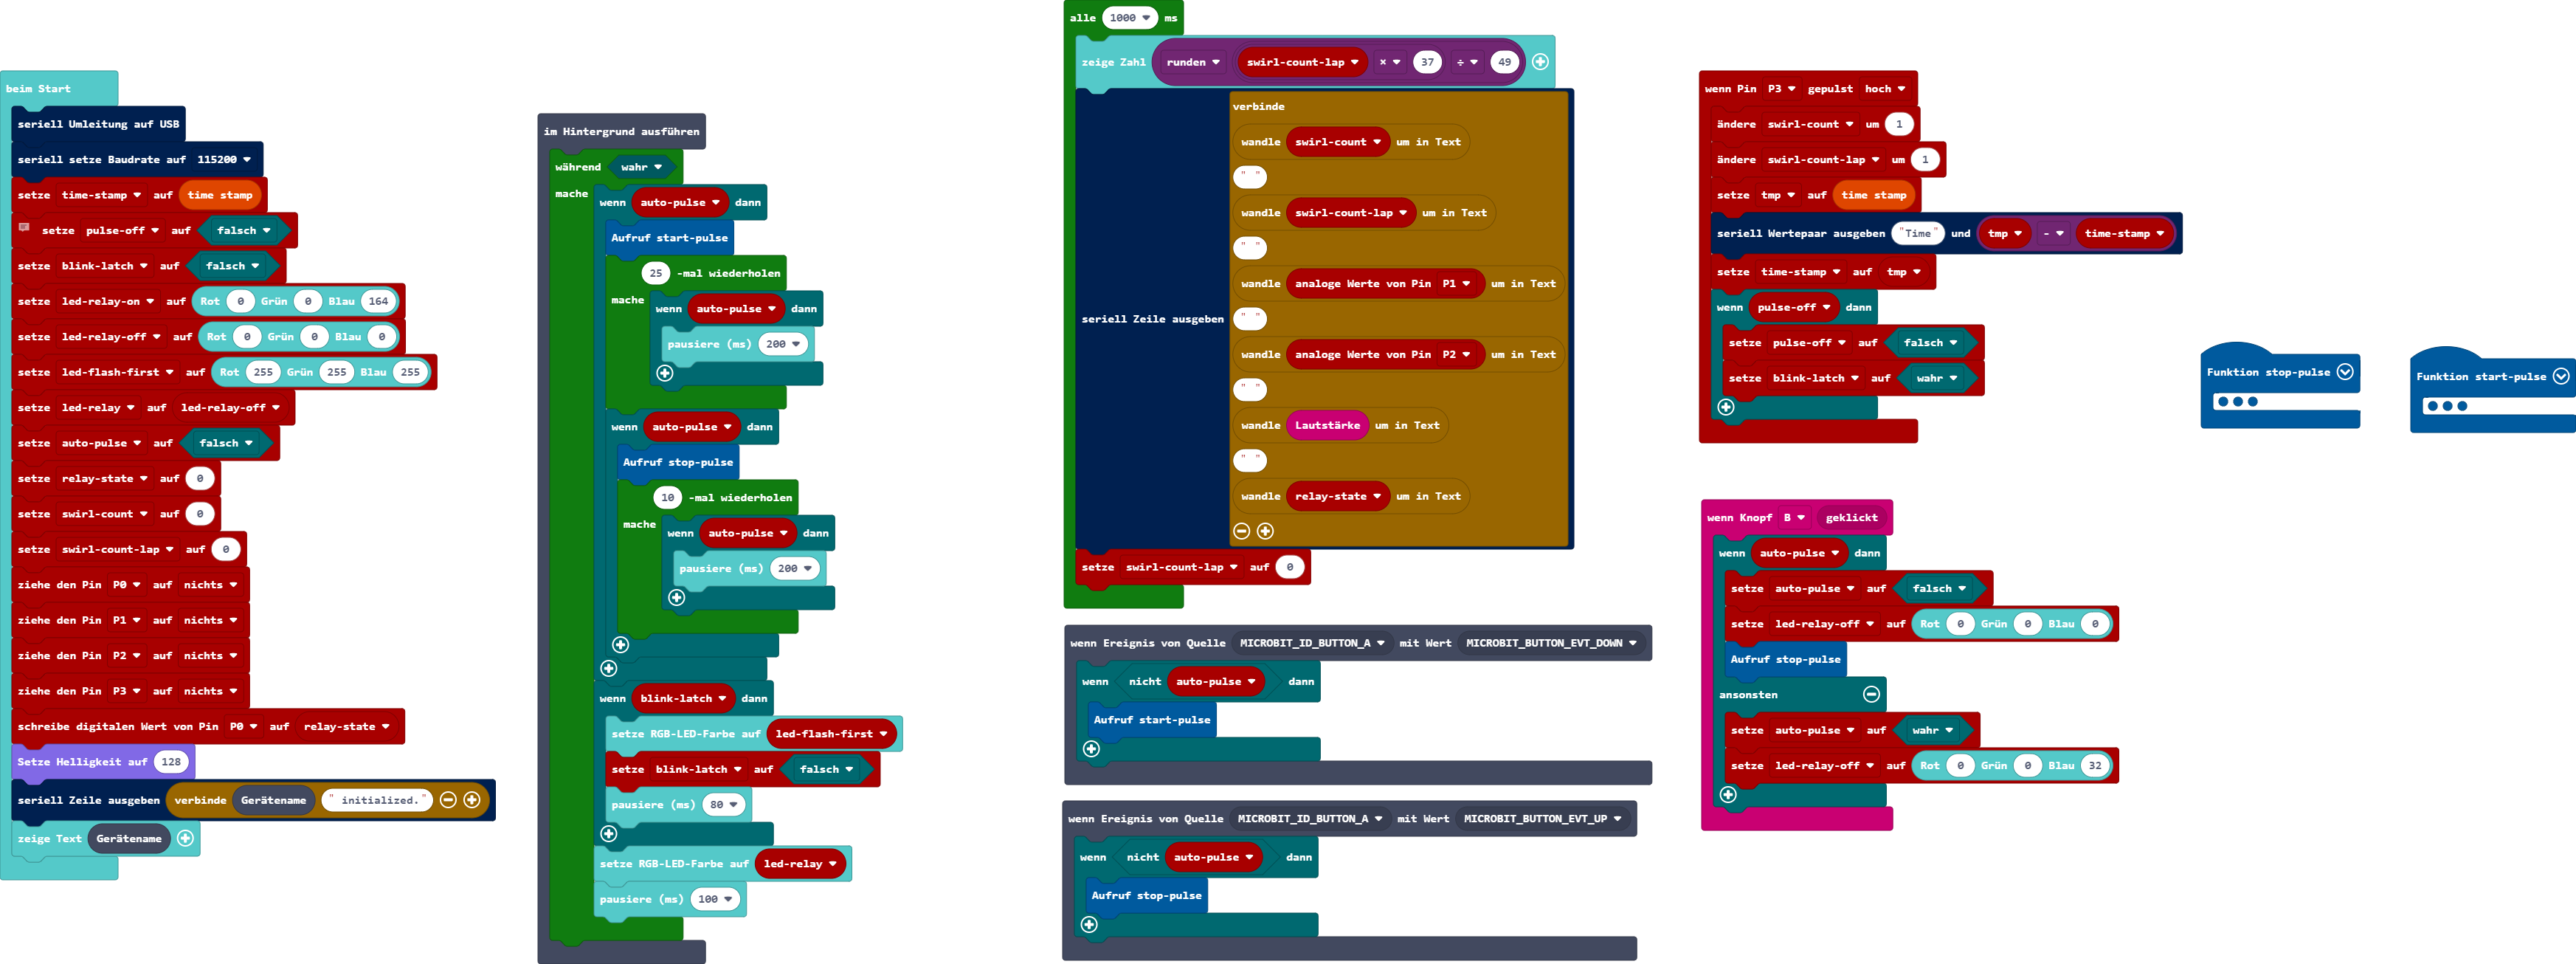 beim Start
seriell Umleitung auf USB
seriell setze Baudrate auf 115200
setze time-stamp auf time stamp
setze pulse-off auf falsch
setze blink-latch auf falsch
setze led-relay-on auf Rot 0 Grün 0 Blau 164
setze led-relay-off auf Rot 0 Grün 0 Blau 0
setze led-flash-first auf Rot 255 Grün 255 Blau 255
setze led-relay auf led-relay-off
setze auto-pulse auf falsch
setze relay-state auf 0
setze swirl-count auf 0
setze swirl-count-lap auf 0
ziehe den Pin P0 auf nichts
ziehe den Pin P1 auf nichts
ziehe den Pin P2 auf nichts
ziehe den Pin P3 auf nichts
schreibe digitalen Wert von Pin P0 auf relay-state
Setze Helligkeit auf 128
seriell Zeile ausgeben verbinde Gerätename " initialized."
zeige Text Gerätename
im Hintergrund ausführen
während wahr
mache
wenn auto-pulse dann
Aufruf start-pulse
25 -mal wiederholen
mache
wenn auto-pulse dann
pausiere (ms) 200
wenn auto-pulse dann
Aufruf stop-pulse
10 -mal wiederholen
mache
wenn auto-pulse dann
pausiere (ms) 200
wenn blink-latch dann
setze RGB-LED-Farbe auf led-flash-first
setze blink-latch auf falsch
pausiere (ms) 80
setze RGB-LED-Farbe auf led-relay
pausiere (ms) 100
alle 1000 ms
zeige Zahl runden swirl-count-lap × 37 ÷ 49
seriell Zeile ausgeben
verbinde
wandle swirl-count um in Text
" "
wandle swirl-count-lap um in Text
" "
wandle analoge Werte von Pin P1 um in Text
" "
wandle analoge Werte von Pin P2 um in Text
" "
wandle Lautstärke um in Text
" "
wandle relay-state um in Text
setze swirl-count-lap auf 0
wenn Ereignis von Quelle MICROBIT_ID_BUTTON_A mit Wert MICROBIT_BUTTON_EVT_DOWN
wenn nicht auto-pulse dann
Aufruf start-pulse
wenn Ereignis von Quelle MICROBIT_ID_BUTTON_A mit Wert MICROBIT_BUTTON_EVT_UP
wenn nicht auto-pulse dann
Aufruf stop-pulse
wenn Pin P3 gepulst hoch
ändere swirl-count um 1
ändere swirl-count-lap um 1
setze tmp auf time stamp
seriell Wertepaar ausgeben "Time" und tmp - time-stamp
setze time-stamp auf tmp
wenn pulse-off dann
setze pulse-off auf falsch
setze blink-latch auf wahr
wenn Knopf B geklickt
wenn auto-pulse dann
setze auto-pulse auf falsch
setze led-relay-off auf Rot 0 Grün 0 Blau 0
Aufruf stop-pulse
ansonsten
setze auto-pulse auf wahr
setze led-relay-off auf Rot 0 Grün 0 Blau 32
Funktion stop-pulse
Funktion start-pulse